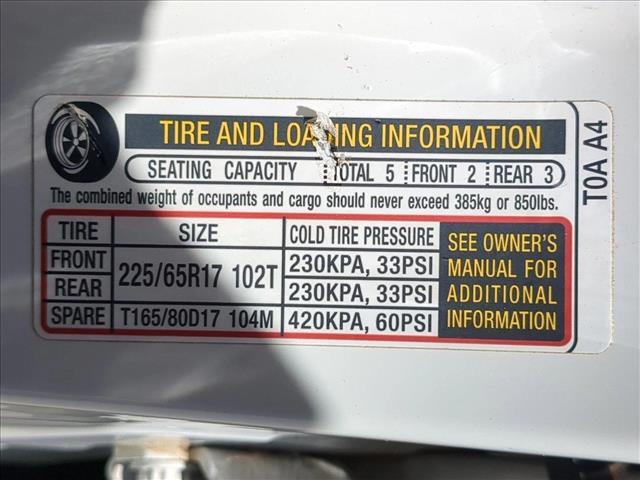 TIRE AND LOADING INFORMATION
SEATING CAPACITY TOTAL 5 FRONT 2 REAR 3
The combined weight of occupants and cargo should never exceed 385kg or 850lbs.
TIRE SIZE COLD TIRE PRESSURE
FRONT 225/65R17 102T 230KPA, 33PSI
REAR 230KPA, 33PSI
SPARE T165/80D17 104M 420KPA, 60PSI
SEE OWNER'S
MANUAL FOR
ADDITIONAL
INFORMATION
T0A A4